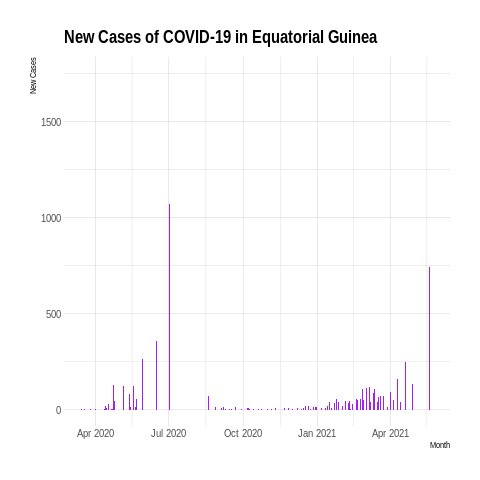 New Cases of COVID-19 in Equatorial Guinea
New Cases
1500
1000
500
0
Apr 2020 Jul 2020 Oct 2020 Jan 2021 Apr 2021
Month